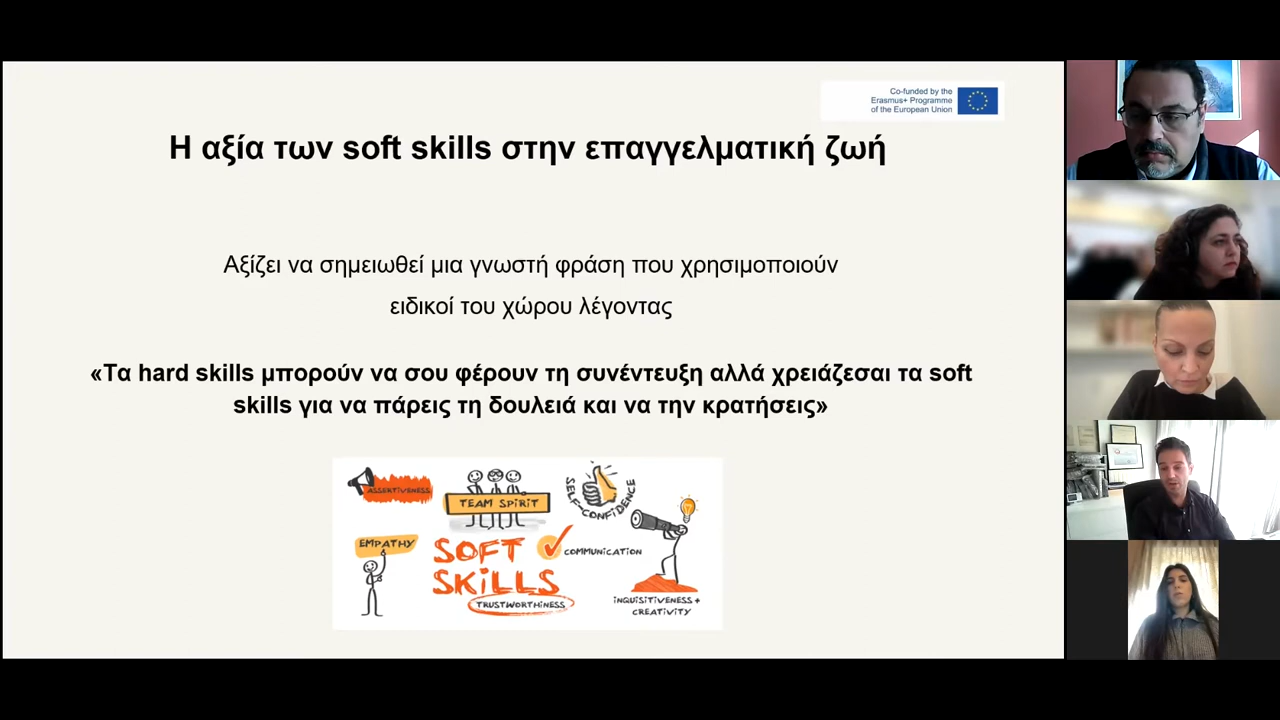 Co-funded by the
Erasmus+ Programme
of the European Union
Η αξία των soft skills στην επαγγελματική ζωή
Αξίζει να σημειωθεί μια γνωστή φράση που χρησιμοποιούν
ειδικοί του χώρου λέγοντας
«Τα hard skills μπορούν να σου φέρουν τη συνέντευξη αλλά χρειάζεσαι τα soft
skills για να πάρεις τη δουλειά και να την κρατήσεις»
ASSERTIVENESS
TEAM SPIRIT
SELF-CONFIDENCE
EMPATHY
SOFT
SKILLS
COMMUNICATION
TRUSTWORTHINESS
INQUISITIVENESS +
CREATIVITY